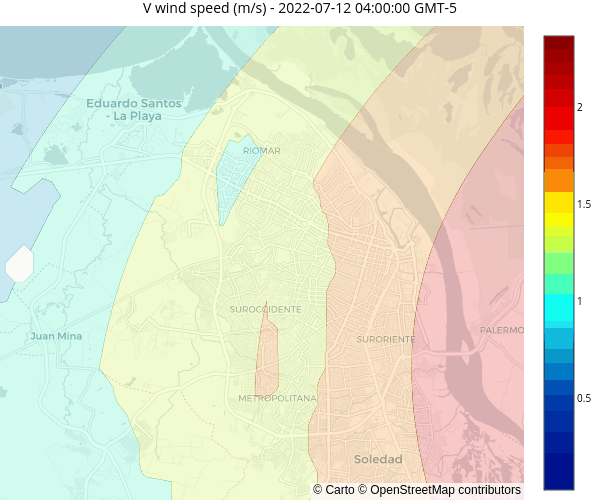 V wind speed (m/s) - 2022-07-12 04:00:00 GMT-5
Eduardo Santos
- La Playa
RIOMAR
SUROCCIDENTE
Juan Mina
SURORIENTE
PALERMO
METROPOLITANA
Soledad
© Carto © OpenStreetMap contributors
2
1.5
1
0.5